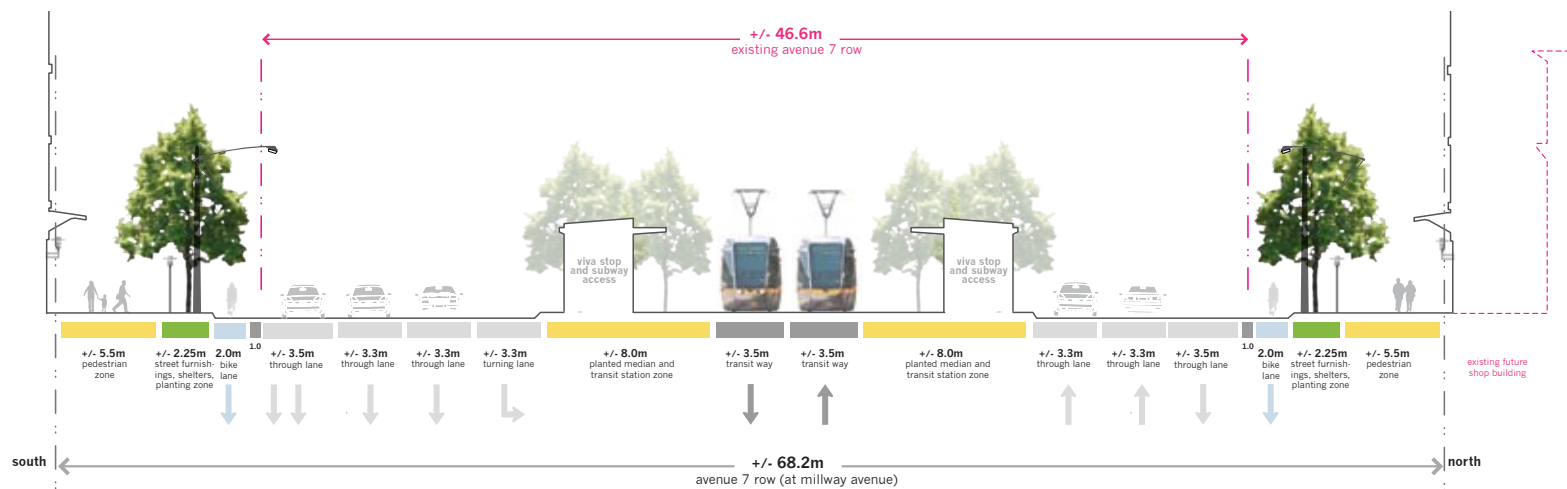 +/- 46.6m
existing avenue 7 row
viva stop
and subway
access
viva stop
and subway
access
+/- 5.5m
pedestrian
zone
+/- 2.25m
street furnish-
ings, shelters,
planting zone
2.0m
bike
lane
1.0
+/- 3.5m
through lane
+/- 3.3m
through lane
+/- 3.3m
through lane
+/- 3.3m
turning lane
+/- 8.0m
planted median and
transit station zone
+/- 3.5m
transit way
+/- 3.5m
transit way
+/- 8.0m
planted median and
transit station zone
+/- 3.3m
through lane
+/- 3.3m
through lane
+/- 3.5m
through lane
1.0
2.0m
bike
lane
+/- 2.25m
street furnish-
ings, shelters,
planting zone
+/- 5.5m
pedestrian
zone
existing future
shop building
south
+/- 68.2m
avenue 7 row (at millway avenue)
north